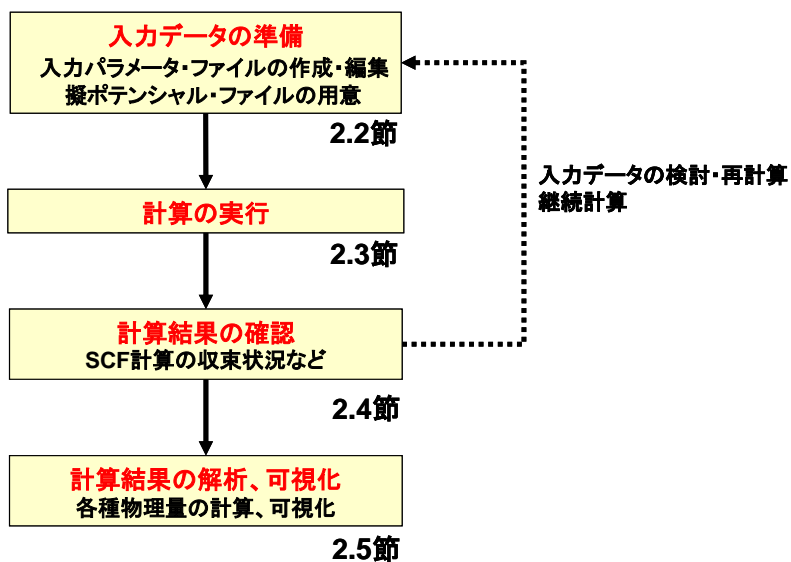 入力データの準備
入力パラメータ・ファイルの作成・編集
擬ポテンシャル・ファイルの用意
2.2節
入力データの検討・再計算
継続計算
計算の実行
2.3節
計算結果の確認
SCF計算の収束状況など
2.4節
計算結果の解析、可視化
各種物理量の計算、可視化
2.5節